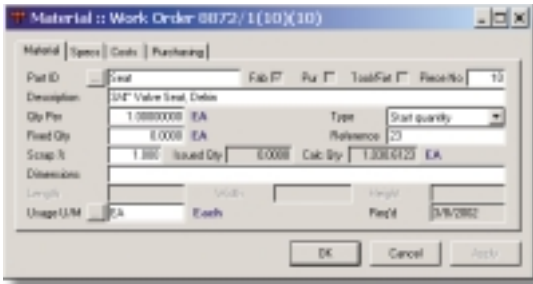 Material :: Work Order 8072/1(10)(10)
Material Specs Costs Purchasing
Part ID ... Seat Fab Pur Tool/Fxt Piece No 10
Description 3/4" Valve Seat, Delrin
Qty Per 1.00000000 EA Type Start quantity
Fixed Qty 0.0000 EA Reference 23
Scrap % 1.000 Issued Qty 0.0000 Calc Qty EA
Dimensions
Length Width Height
Usage U/M EA Each Req'd 3/8/2002
OK Cancel Apply